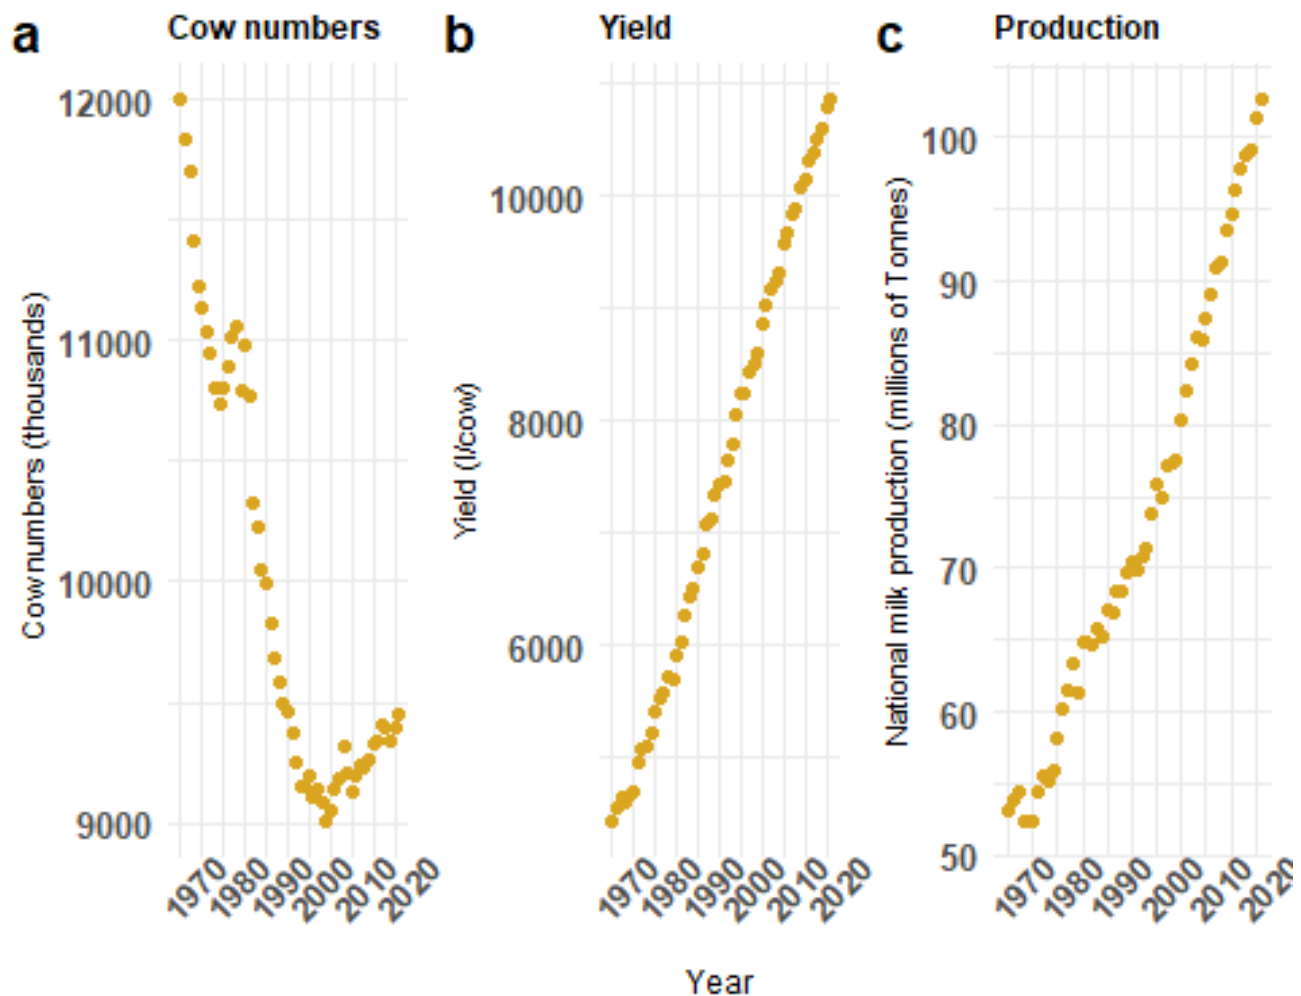 a Cow numbers
Cow numbers (thousands)
12000
11000
10000
9000
1970 1980 1990 2000 2010 2020
b Yield
Yield (l/cow)
10000
8000
6000
1970 1980 1990 2000 2010 2020
c Production
National milk production (millions of Tonnes)
100
90
80
70
60
50
1970 1980 1990 2000 2010 2020
Year